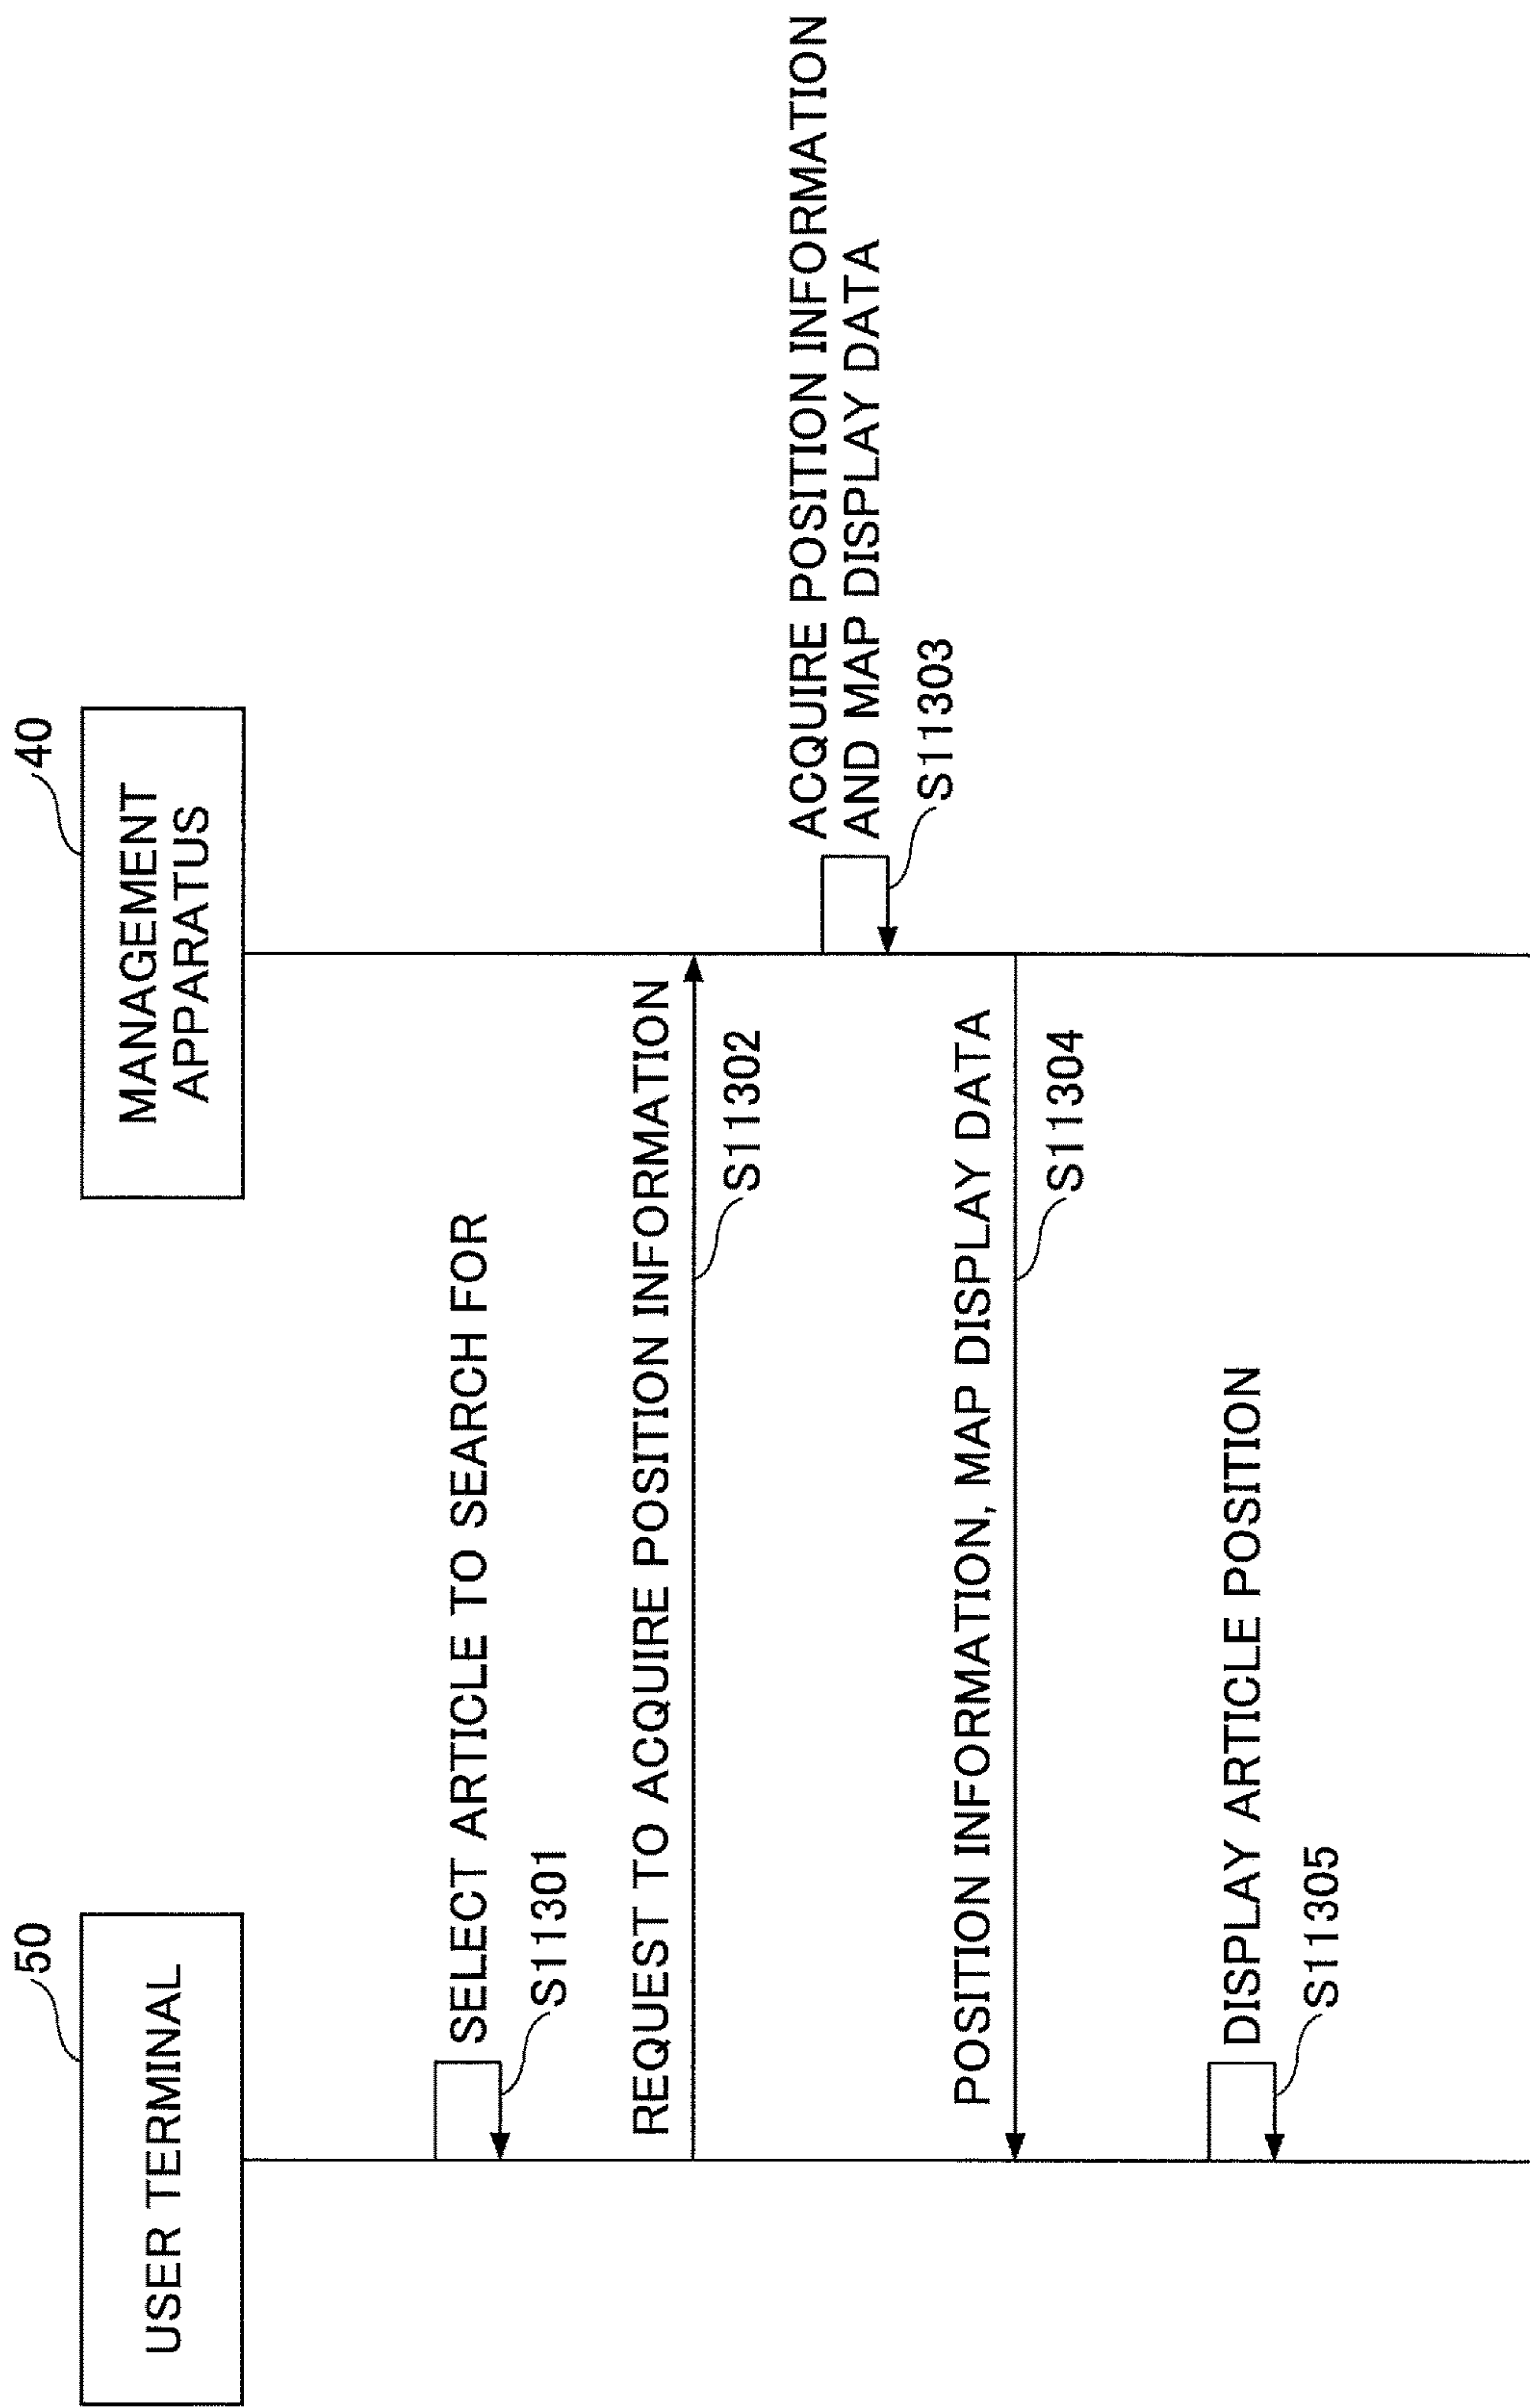 50
USER TERMINAL
40
MANAGEMENT
APPARATUS
SELECT ARTICLE TO SEARCH FOR
S11301
REQUEST TO ACQUIRE POSITION INFORMATION
S11302
ACQUIRE POSITION INFORMATION
AND MAP DISPLAY DATA
S11303
POSITION INFORMATION, MAP DISPLAY DATA
S11304
DISPLAY ARTICLE POSITION
S11305